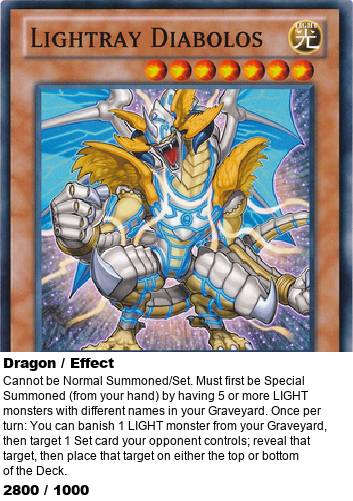 Lightray Diabolos
LIGHT
光
Dragon / Effect
Cannot be Normal Summoned/Set. Must first be Special
Summoned (from your hand) by having 5 or more LIGHT
monsters with different names in your Graveyard. Once per
turn: You can banish 1 LIGHT monster from your Graveyard,
then target 1 Set card your opponent controls; reveal that
target, then place that target on either the top or bottom
of the Deck.
2800 / 1000